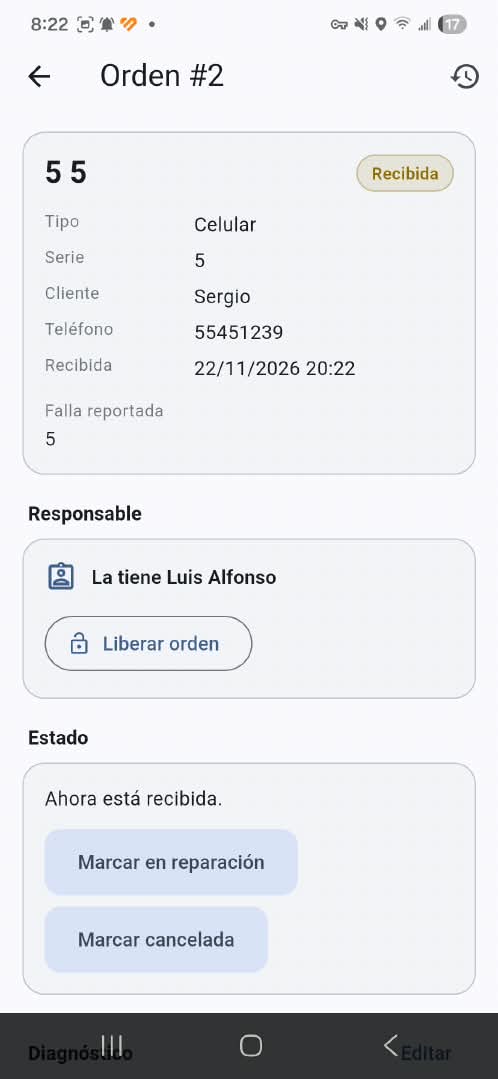 8:22
17
Orden #2
5 5
Recibida
Tipo Celular
Serie 5
Cliente Sergio
Teléfono 55451239
Recibida 22/11/2026 20:22
Falla reportada
5
Responsable
La tiene Luis Alfonso
Liberar orden
Estado
Ahora está recibida.
Marcar en reparación
Marcar cancelada
Diagnóstico Editar